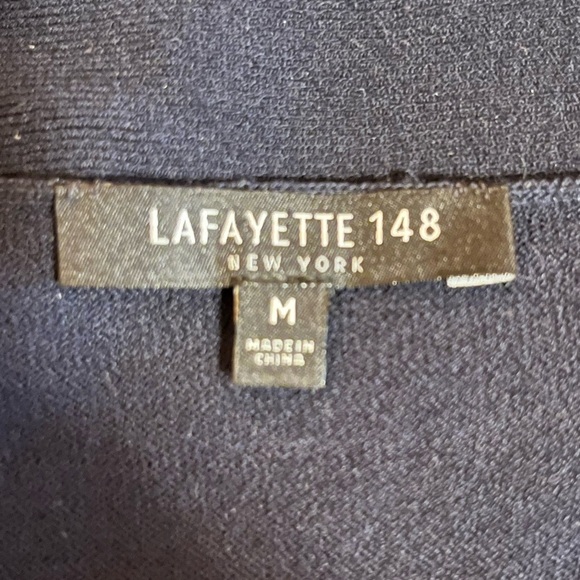 LAFAYETTE 148
NEW YORK
M
MADE IN
CHINA